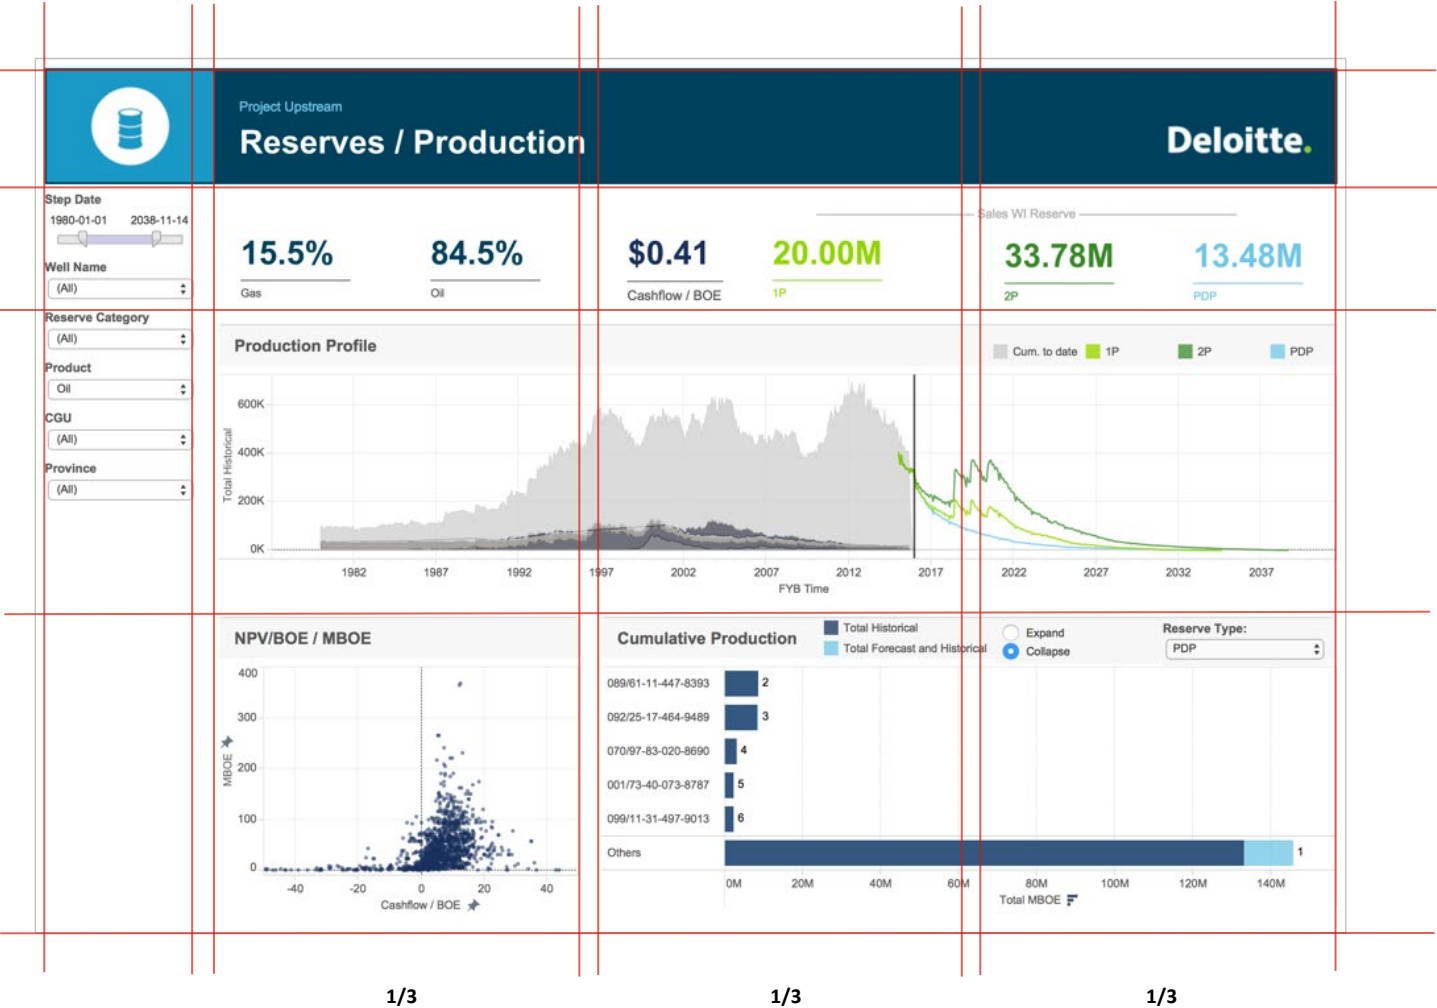 Project Upstream
Reserves / Production
Deloitte.
Step Date
1980-01-01 2038-11-14
Well Name
(All)
Reserve Category
(All)
Product
Oil
CGU
(All)
Province
(All)
Sales WI Reserve
15.5% 84.5% $0.41 20.00M 33.78M 13.48M
Gas Oil Cashflow / BOE 1P 2P PDP
Production Profile
Cum. to date 1P 2P PDP
Total Historical
600K
400K
200K
0K
1982 1987 1992 1997 2002 2007 2012 2017 2022 2027 2032 2037
FYB Time
NPV/BOE / MBOE
MBOE
400
300
200
100
0
-40 -20 0 20 40
Cashflow / BOE
Cumulative Production
Total Historical
Total Forecast and Historical
Expand
Collapse
Reserve Type:
PDP
089/61-11-447-8393 2
092/25-17-464-9489 3
070/97-83-020-8690 4
001/73-40-073-8787 5
099/11-31-497-9013 6
Others 1
0M 20M 40M 60M 80M 100M 120M 140M
Total MBOE
1/3 1/3 1/3